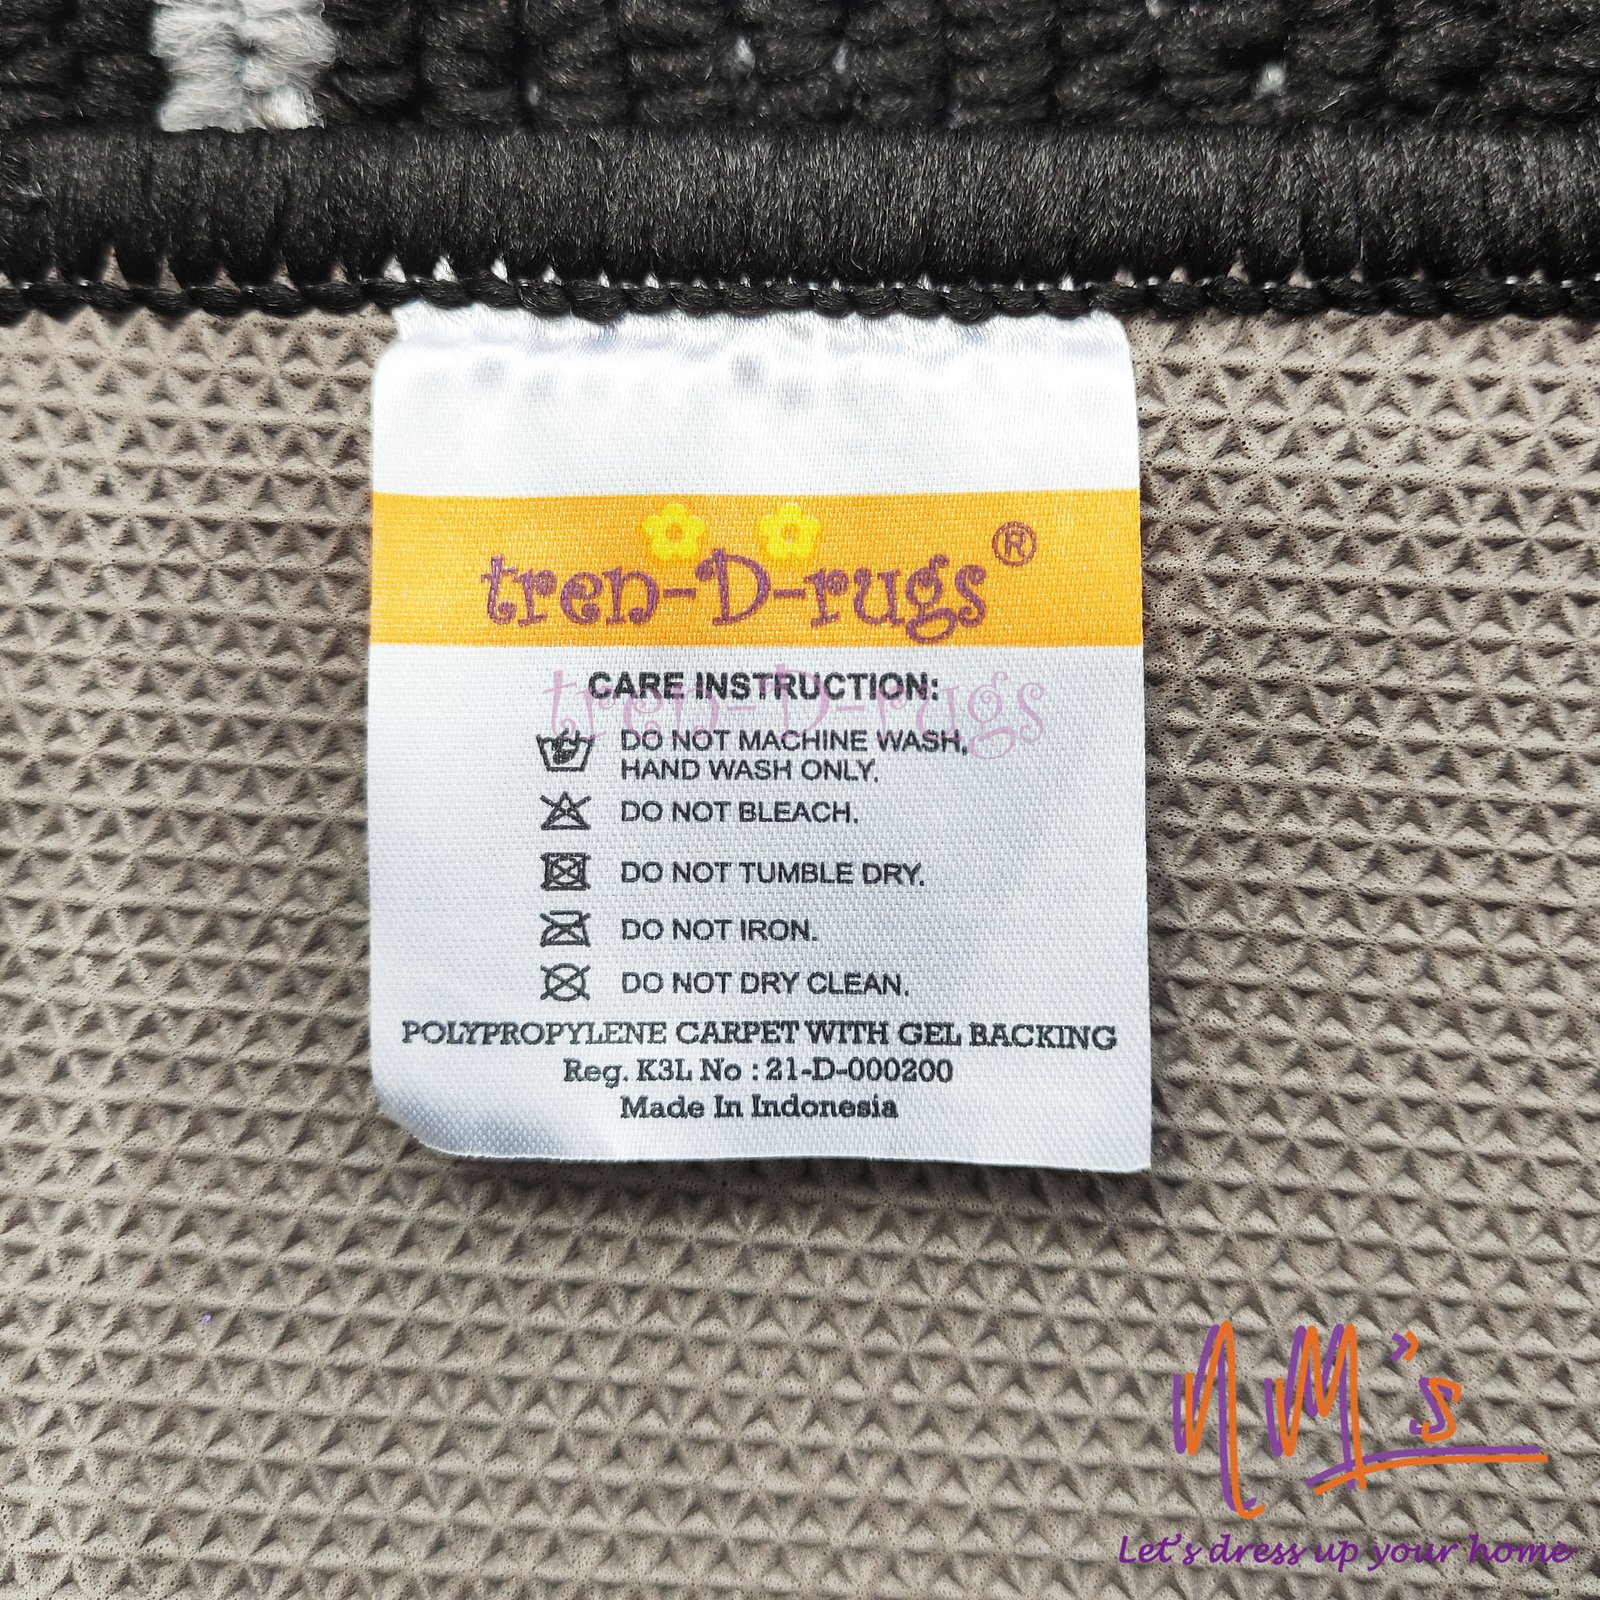 tren-D-rugs®
CARE INSTRUCTION:
tren-D-rugs
DO NOT MACHINE WASH,
HAND WASH ONLY.
DO NOT BLEACH.
DO NOT TUMBLE DRY.
DO NOT IRON.
DO NOT DRY CLEAN.
POLYPROPYLENE CARPET WITH GEL BACKING
Reg. K3L No : 21-D-000200
Made In Indonesia
NM's
Let's dress up your home